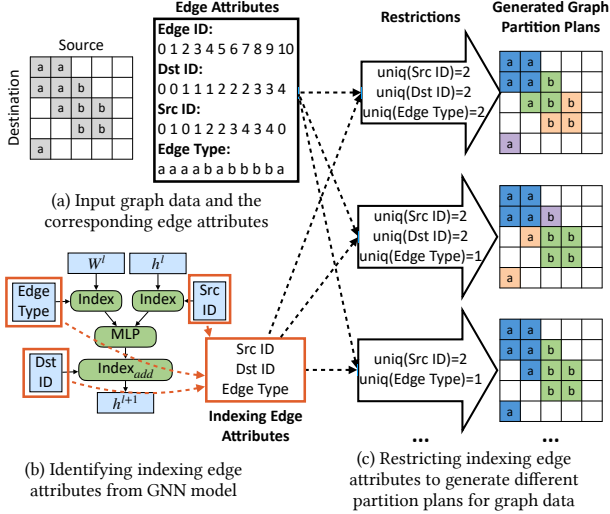 Edge Attributes
Source
Destination
a a
a a b
a b b
b b
a
Edge ID:
0 1 2 3 4 5 6 7 8 9 10
Dst ID:
0 0 1 1 1 2 2 2 3 3 4
Src ID:
0 1 0 1 2 2 3 4 3 4 0
Edge Type:
a a a a b a b b b b a
(a) Input graph data and the
corresponding edge attributes
W^l
h^l
Edge
Type
Index
Index
Src
ID
MLP
Dst
ID
Index_add
h^{l+1}
Src ID
Dst ID
Edge Type
Indexing Edge
Attributes
(b) Identifying indexing edge
attributes from GNN model
Restrictions
Generated Graph
Partition Plans
uniq(Src ID)=2
uniq(Dst ID)=2
uniq(Edge Type)=2
a a
a a b
a b b
b b
a
uniq(Src ID)=2
uniq(Dst ID)=2
uniq(Edge Type)=1
a a
a a b
a b b
b b
a
uniq(Src ID)=2
uniq(Edge Type)=1
a a
a a b
a b b
b b
a
...
...
(c) Restricting indexing edge
attributes to generate different
partition plans for graph data